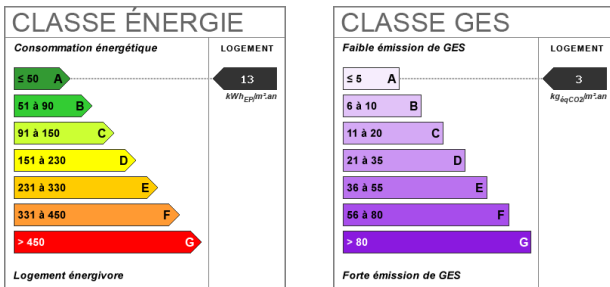 CLASSE ÉNERGIE
Consommation énergétique
LOGEMENT
≤ 50 A
13
kWhEP/m².an
51 à 90 B
91 à 150 C
151 à 230 D
231 à 330 E
331 à 450 F
> 450 G
Logement énergivore
CLASSE GES
Faible émission de GES
LOGEMENT
≤ 5 A
3
kgéqCO2/m².an
6 à 10 B
11 à 20 C
21 à 35 D
36 à 55 E
56 à 80 F
> 80 G
Forte émission de GES